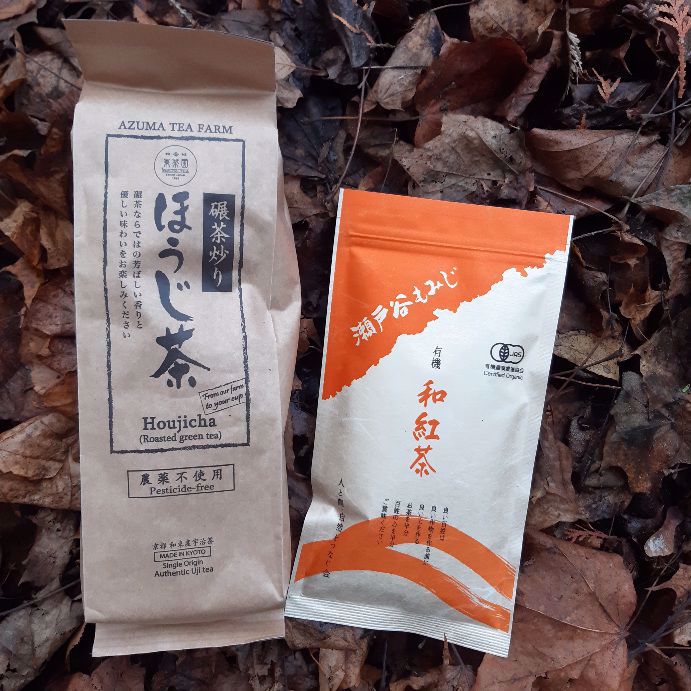 AZUMA TEA FARM
東茶園
碾茶炒り
ほうじ茶
碾茶ならではの芳ばしい香りと
優しい味わいをお楽しみください
From our farm
to your cup
Houjicha
(Roasted green tea)
農薬不使用
Pesticide-free
京都 和束産宇治茶
MADE IN KYOTO
Single Origin
Authentic Uji tea
瀬戸谷もみじ
JAS
Certified Organic
有機
和紅茶